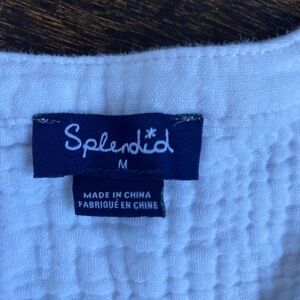 Splendid
M
MADE IN CHINA
FABRIQUÉ EN CHINE